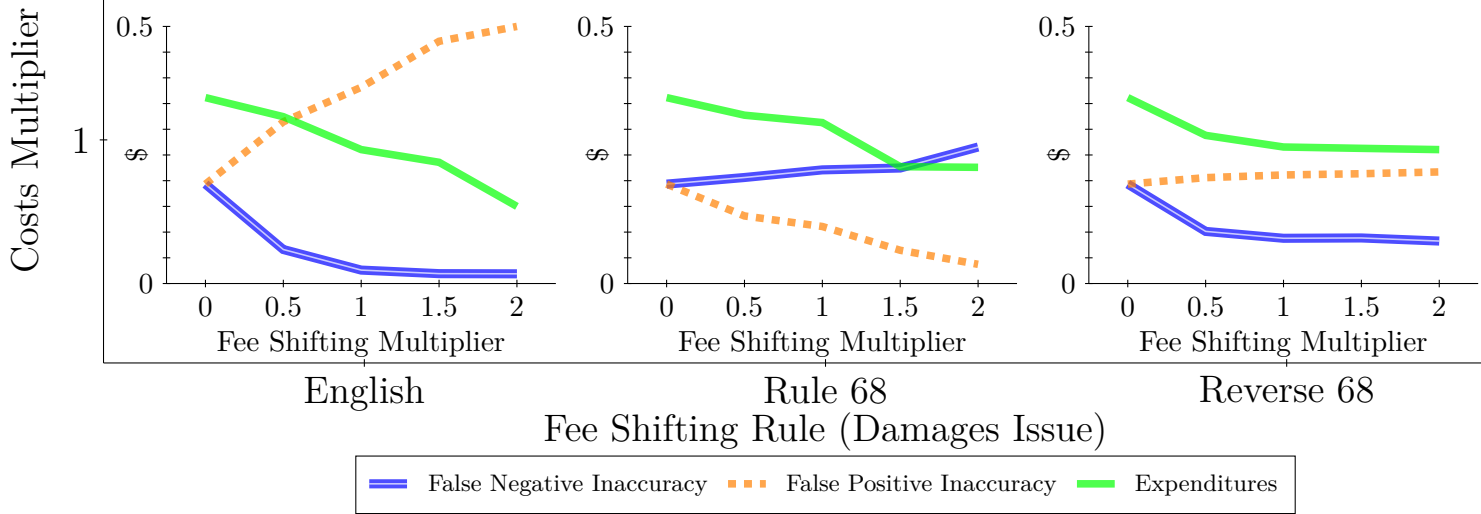 Costs Multiplier
1
0.5
$
0
0 0.5 1 1.5 2
Fee Shifting Multiplier
English
0.5
$
0
0 0.5 1 1.5 2
Fee Shifting Multiplier
Rule 68
0.5
$
0
0 0.5 1 1.5 2
Fee Shifting Multiplier
Reverse 68
Fee Shifting Rule (Damages Issue)
False Negative Inaccuracy False Positive Inaccuracy Expenditures